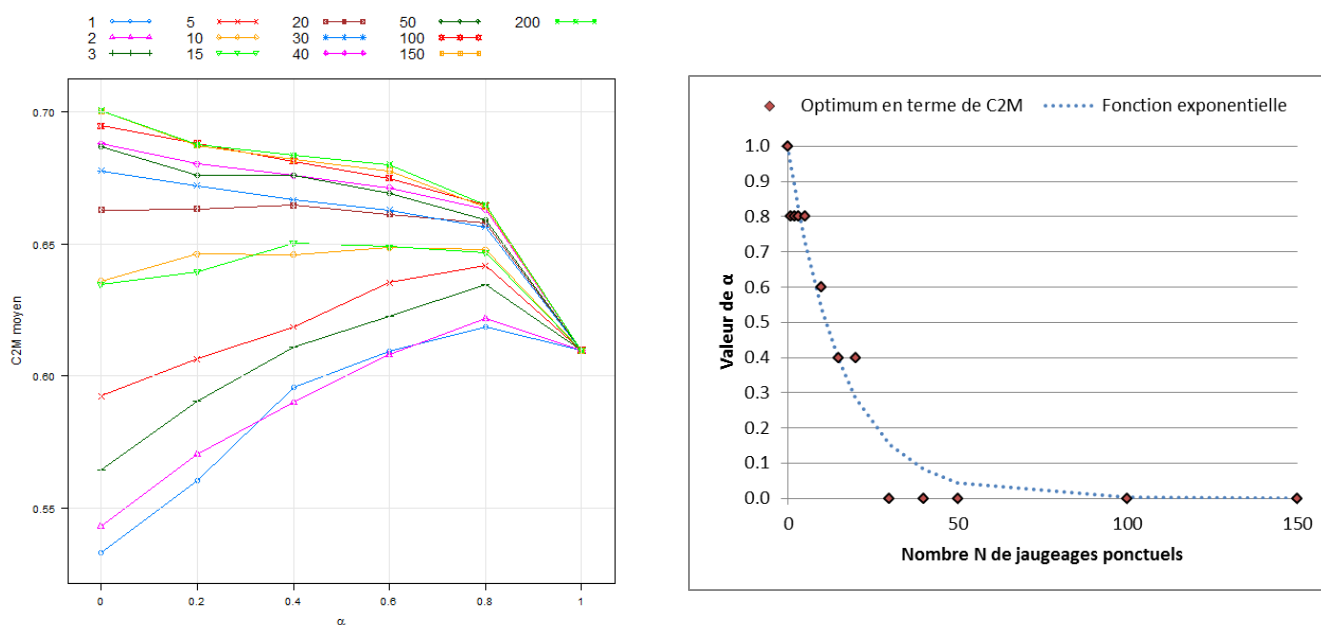 1 5 20 50 200
2 10 30 100
3 15 40 150
0.70
0.65
0.60
0.55
C2M moyen
0 0.2 0.4 0.6 0.8 1
α
Optimum en terme de C2M Fonction exponentielle
1.0
0.9
0.8
0.7
0.6
0.5
0.4
0.3
0.2
0.1
0.0
Valeur de α
0 50 100 150
Nombre N de jaugeages ponctuels